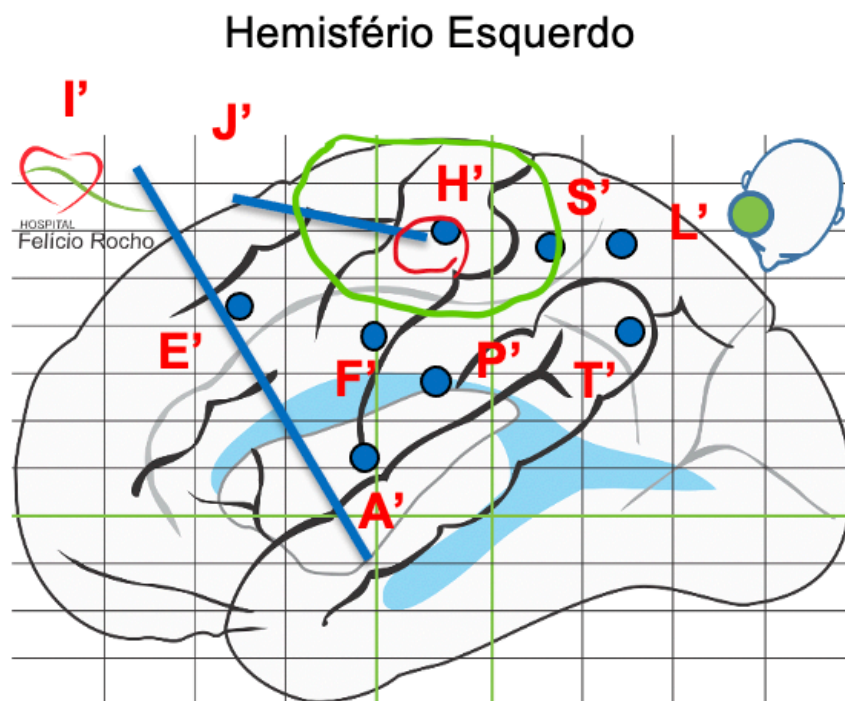 Hemisfério Esquerdo
I’
J’
H’
S’
L’
HOSPITAL
Felício Rocho
E’
F’
P’
T’
A’